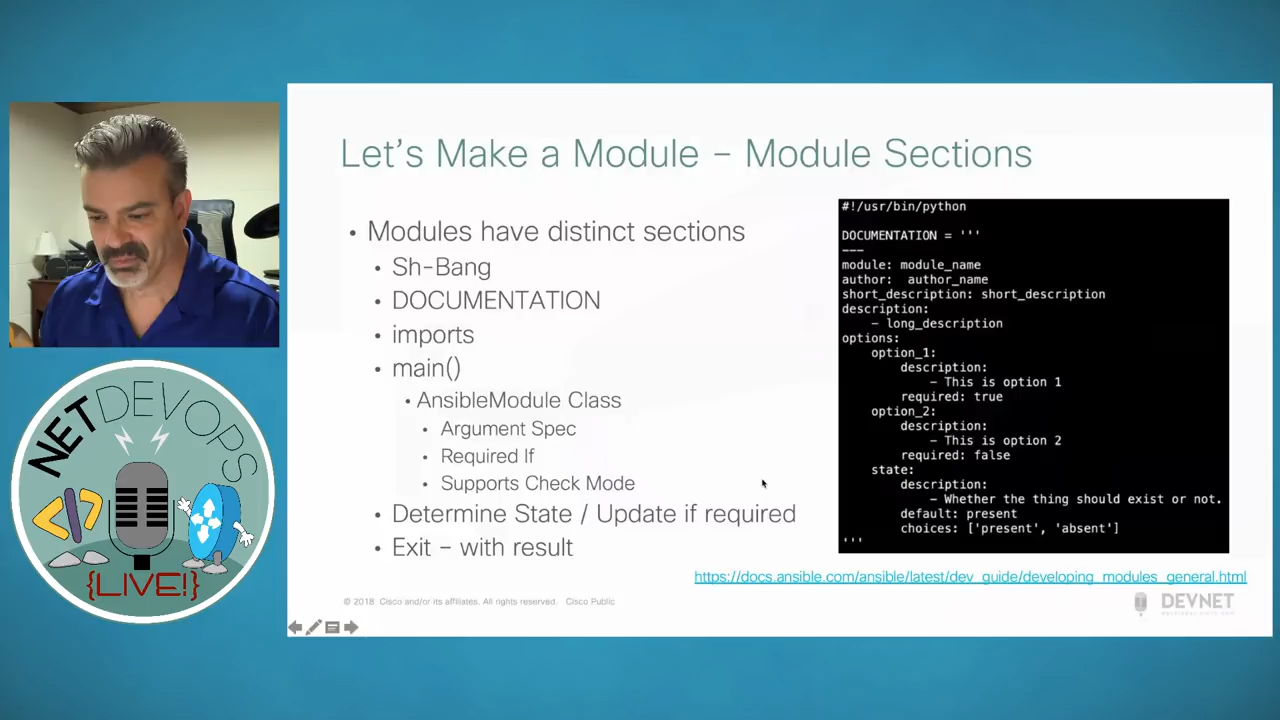 Let's Make a Module – Module Sections
• Modules have distinct sections
• Sh-Bang
• DOCUMENTATION
• imports
• main()
• AnsibleModule Class
• Argument Spec
• Required If
• Supports Check Mode
• Determine State / Update if required
• Exit – with result
#!/usr/bin/python
DOCUMENTATION = '''
---
module: module_name
author:  author_name
short_description: short_description
description:
- long_description
options:
option_1:
description:
- This is option 1
required: true
option_2:
description:
- This is option 2
required: false
state:
description:
- Whether the thing should exist or not.
default: present
choices: ['present', 'absent']
'''
https://docs.ansible.com/ansible/latest/dev_guide/developing_modules_general.html
© 2018 Cisco and/or its affiliates. All rights reserved. Cisco Public
DEVNET
NETDEVOPS
</>
{LIVE!}